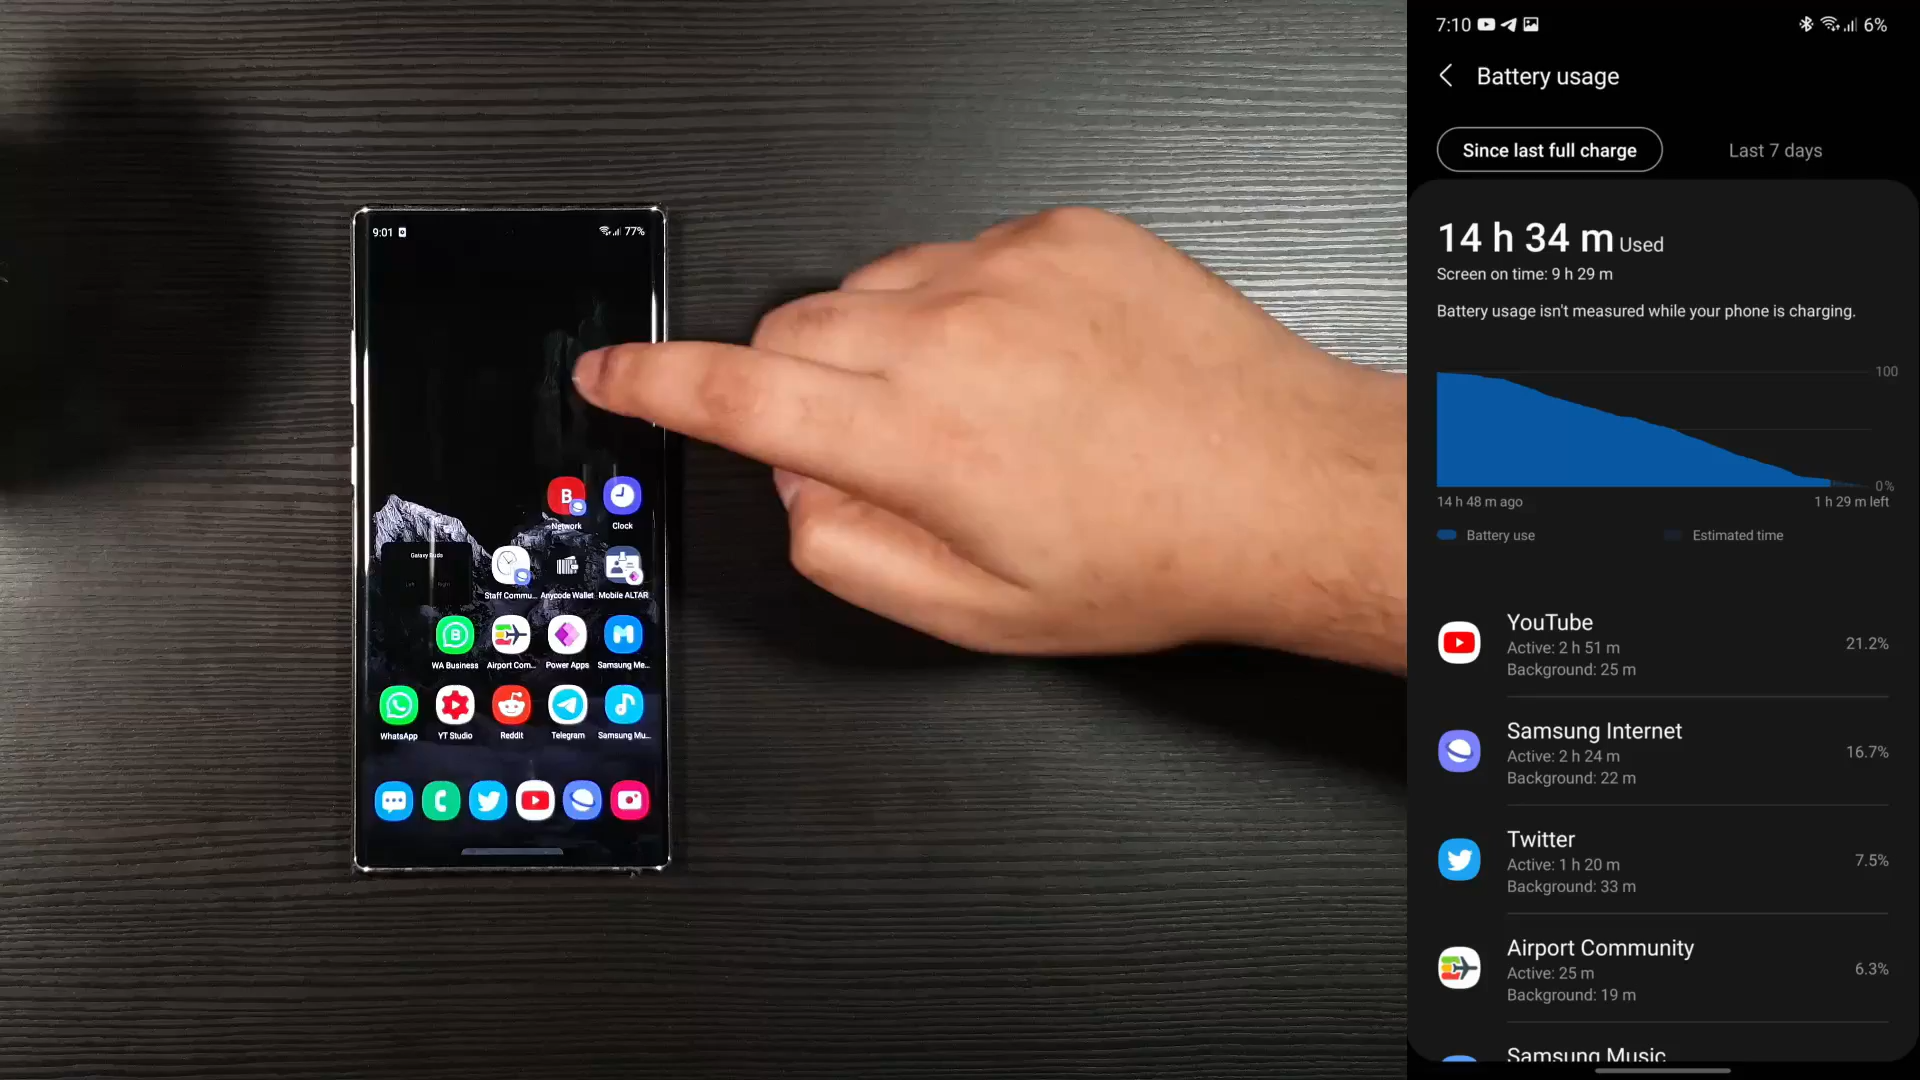 9:01
77%
B
Network
Clock
Galaxy Buds
Left
Right
Staff Commu...
Anycode Wallet
Mobile ALTAR
B
WA Business
Airport Com...
Power Apps
Samsung Me...
WhatsApp
YT Studio
Reddit
Telegram
Samsung Mu...
7:10
6%
Battery usage
Since last full charge
Last 7 days
14 h 34 m Used
Screen on time: 9 h 29 m
Battery usage isn't measured while your phone is charging.
100
0%
14 h 48 m ago
1 h 29 m left
Battery use
Estimated time
YouTube
Active: 2 h 51 m
Background: 25 m
21.2%
Samsung Internet
Active: 2 h 24 m
Background: 22 m
16.7%
Twitter
Active: 1 h 20 m
Background: 33 m
7.5%
Airport Community
Active: 25 m
Background: 19 m
6.3%
Samsung Music